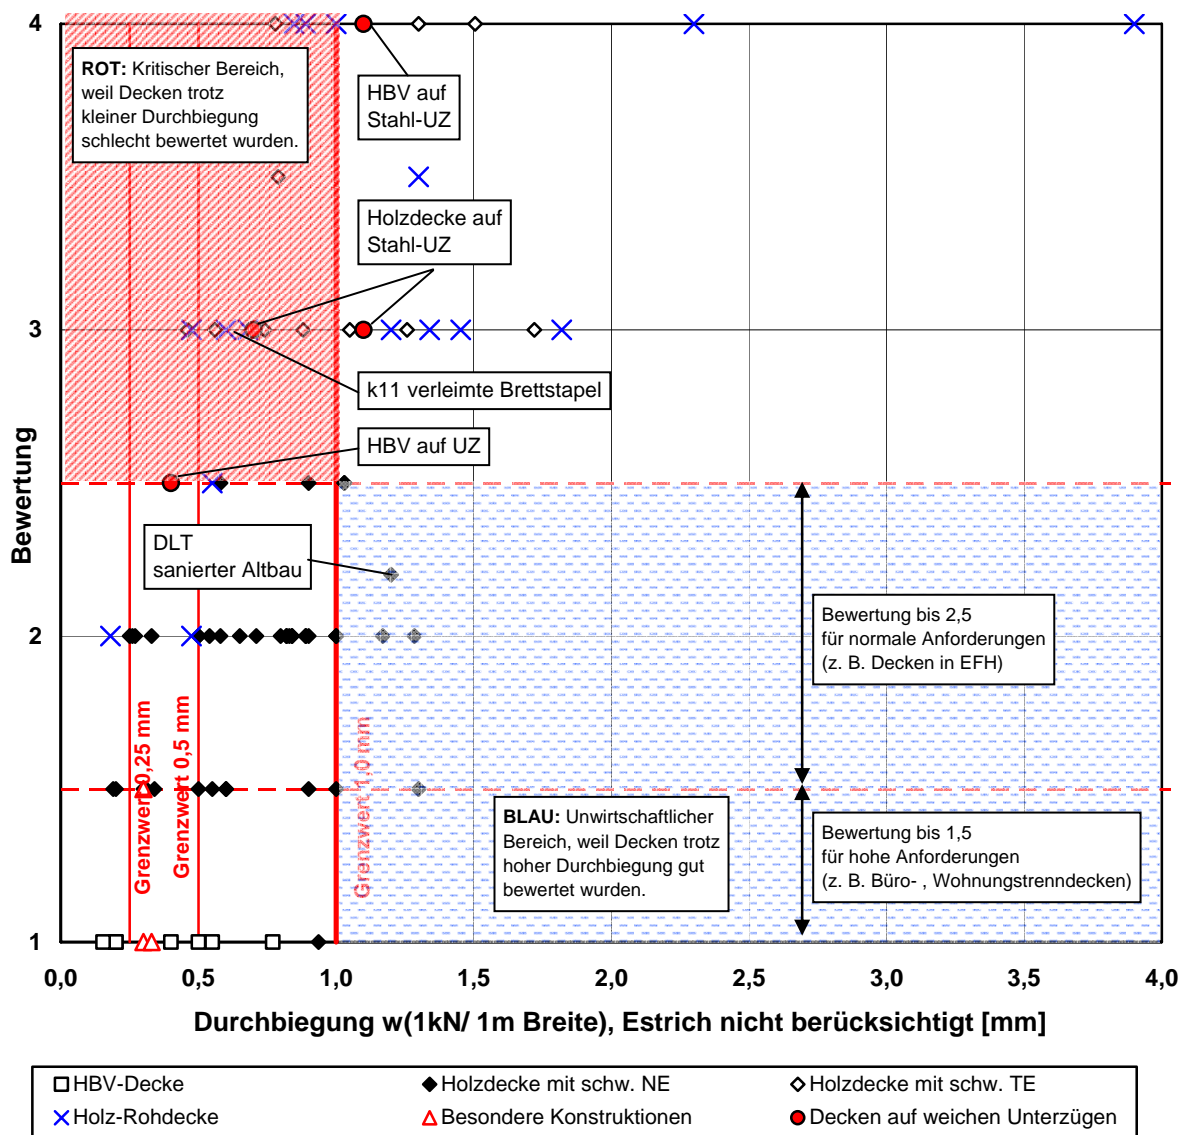 4
ROT: Kritischer Bereich,
weil Decken trotz
kleiner Durchbiegung
schlecht bewertet wurden.
HBV auf
Stahl-UZ
Holzdecke auf
Stahl-UZ
3
k11 verleimte Brettstapel
HBV auf UZ
Bewertung
DLT
sanierter Altbau
Bewertung bis 2,5
für normale Anforderungen
(z. B. Decken in EFH)
2
Grenzwert 0,25 mm
Grenzwert 0,5 mm
Grenzwert 1,0 mm
BLAU: Unwirtschaftlicher
Bereich, weil Decken trotz
hoher Durchbiegung gut
bewertet wurden.
Bewertung bis 1,5
für hohe Anforderungen
(z. B. Büro- , Wohnungstrenndecken)
1
0,0 0,5 1,0 1,5 2,0 2,5 3,0 3,5 4,0
Durchbiegung w(1kN/ 1m Breite), Estrich nicht berücksichtigt [mm]
HBV-Decke Holzdecke mit schw. NE Holzdecke mit schw. TE
Holz-Rohdecke Besondere Konstruktionen Decken auf weichen Unterzügen